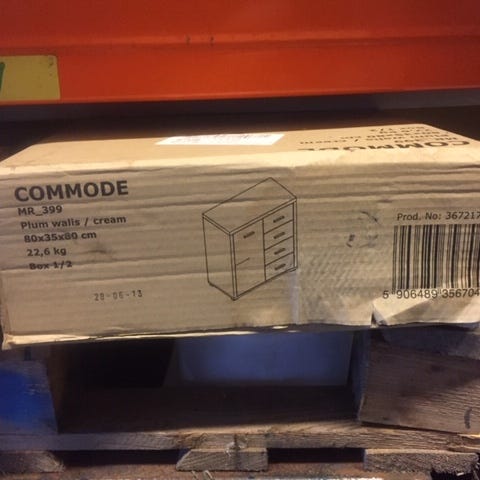 COMMODE
COMMODE
MR_399
Plum walls / cream
80x35x80 cm
22,6 kg
Box 1/2
28-06-13
Prod. No: 367217
5 906489 356704